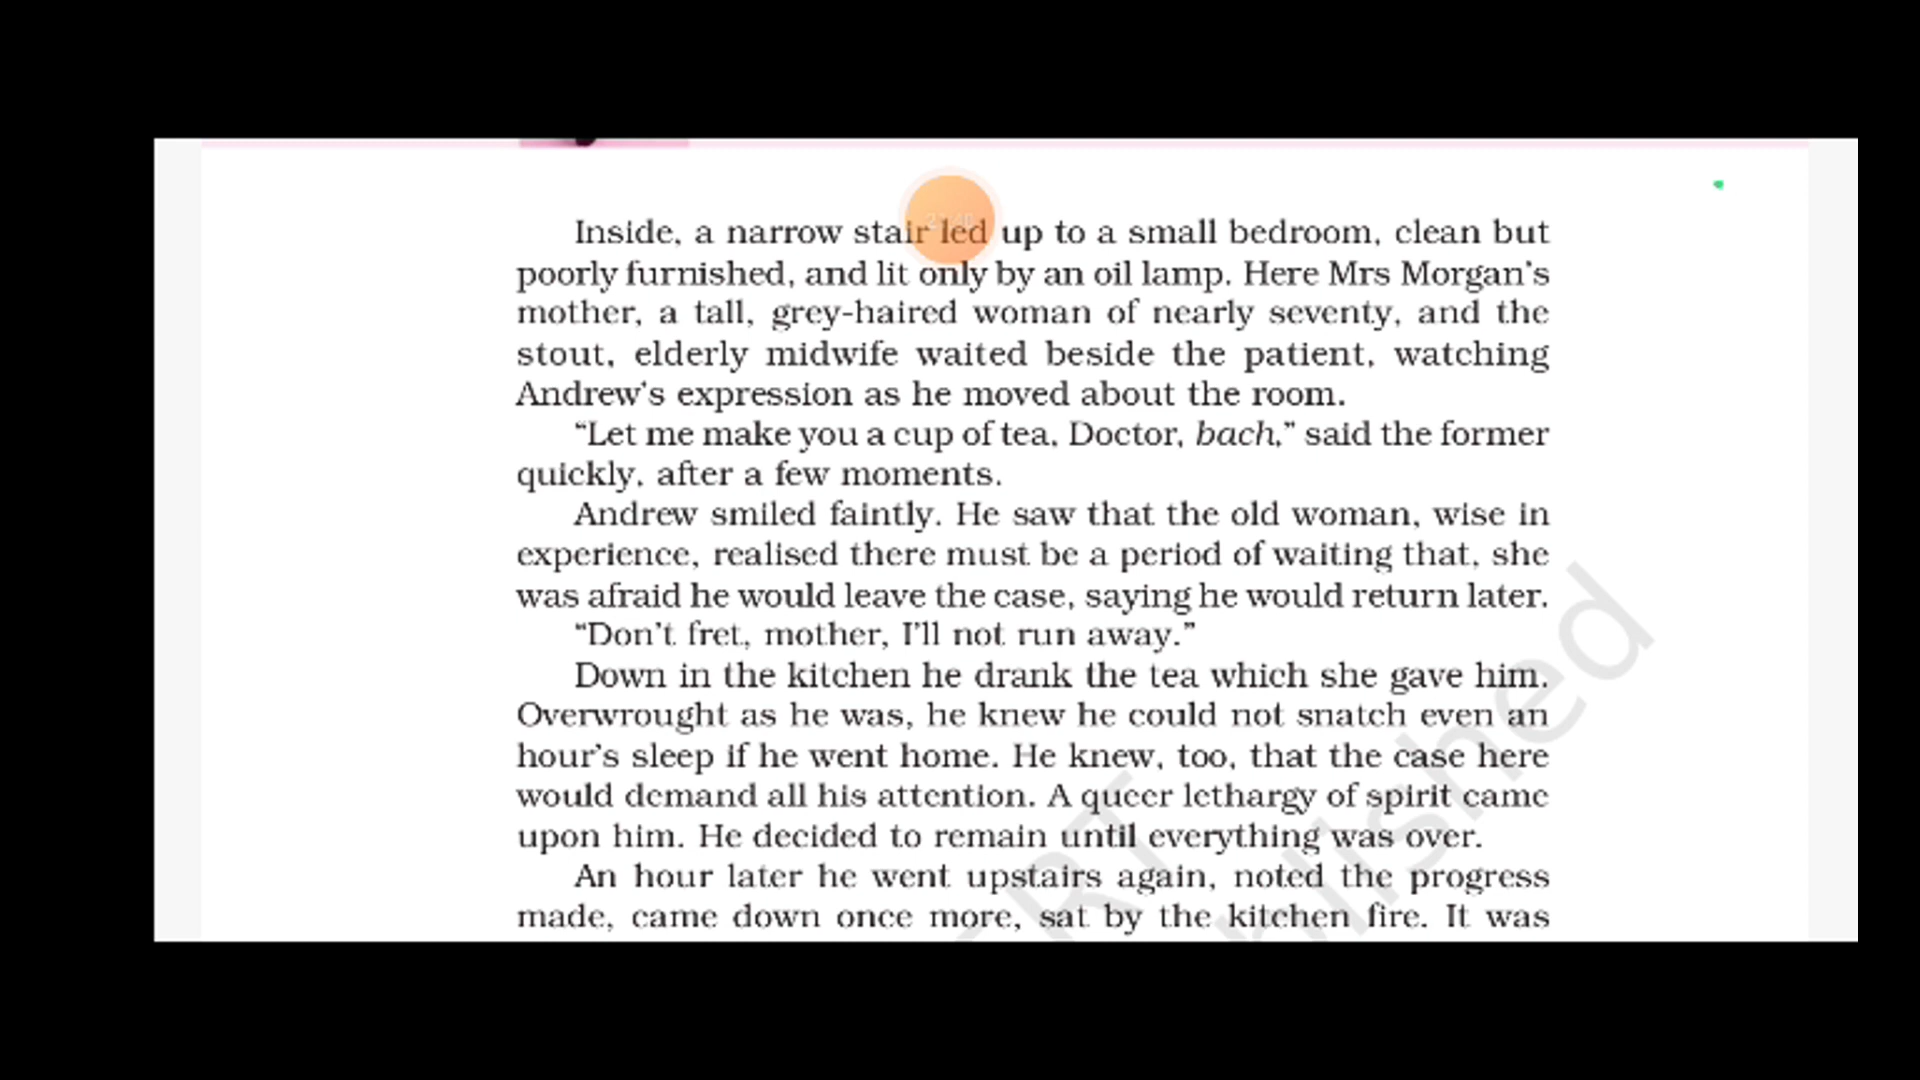 Inside, a narrow stair led up to a small bedroom, clean but
poorly furnished, and lit only by an oil lamp. Here Mrs Morgan's
mother, a tall, grey-haired woman of nearly seventy, and the
stout, elderly midwife waited beside the patient, watching
Andrew's expression as he moved about the room.
“Let me make you a cup of tea, Doctor, bach,” said the former
quickly, after a few moments.
Andrew smiled faintly. He saw that the old woman, wise in
experience, realised there must be a period of waiting that, she
was afraid he would leave the case, saying he would return later.
“Don't fret, mother, I'll not run away.”
Down in the kitchen he drank the tea which she gave him.
Overwrought as he was, he knew he could not snatch even an
hour's sleep if he went home. He knew, too, that the case here
would demand all his attention. A queer lethargy of spirit came
upon him. He decided to remain until everything was over.
An hour later he went upstairs again, noted the progress
made, came down once more, sat by the kitchen fire. It was